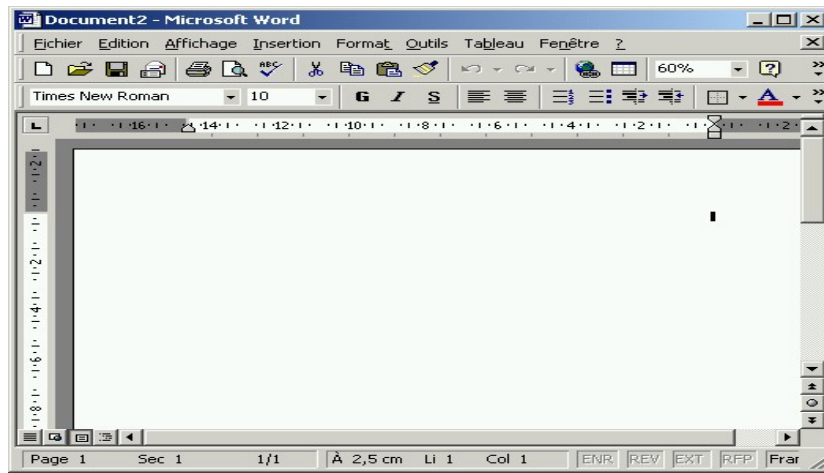 Document2 - Microsoft Word
Fichier Edition Affichage Insertion Format Outils Tableau Fenêtre ?
ABC 60%
Times New Roman 10 G I S A
L 16 14 12 10 8 6 4 2 2
2
2
4
6
8
Page 1 Sec 1 1/1 À 2,5 cm Li 1 Col 1 ENR REV EXT RFP Frar